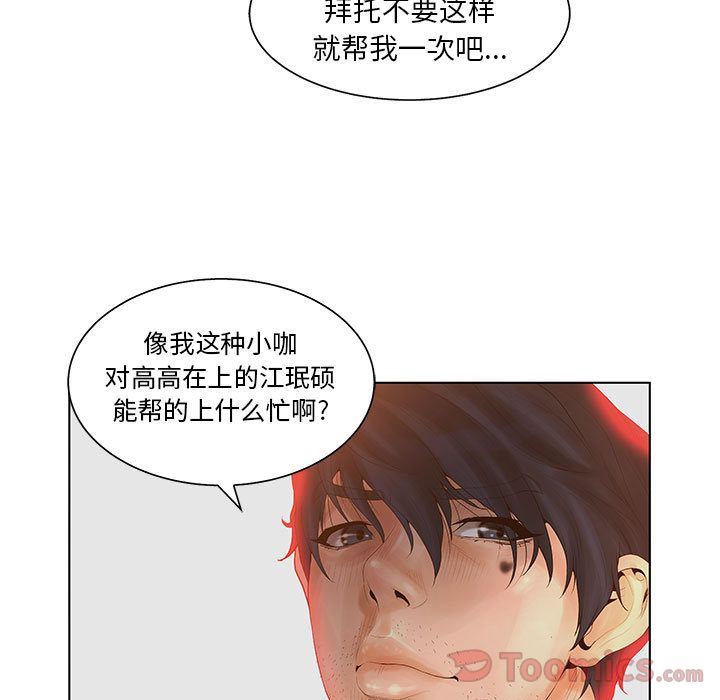 拜托不要这样
就帮我一次吧...
像我这种小咖
对高高在上的江珉硕
能帮的上什么忙啊?
Toomics.com